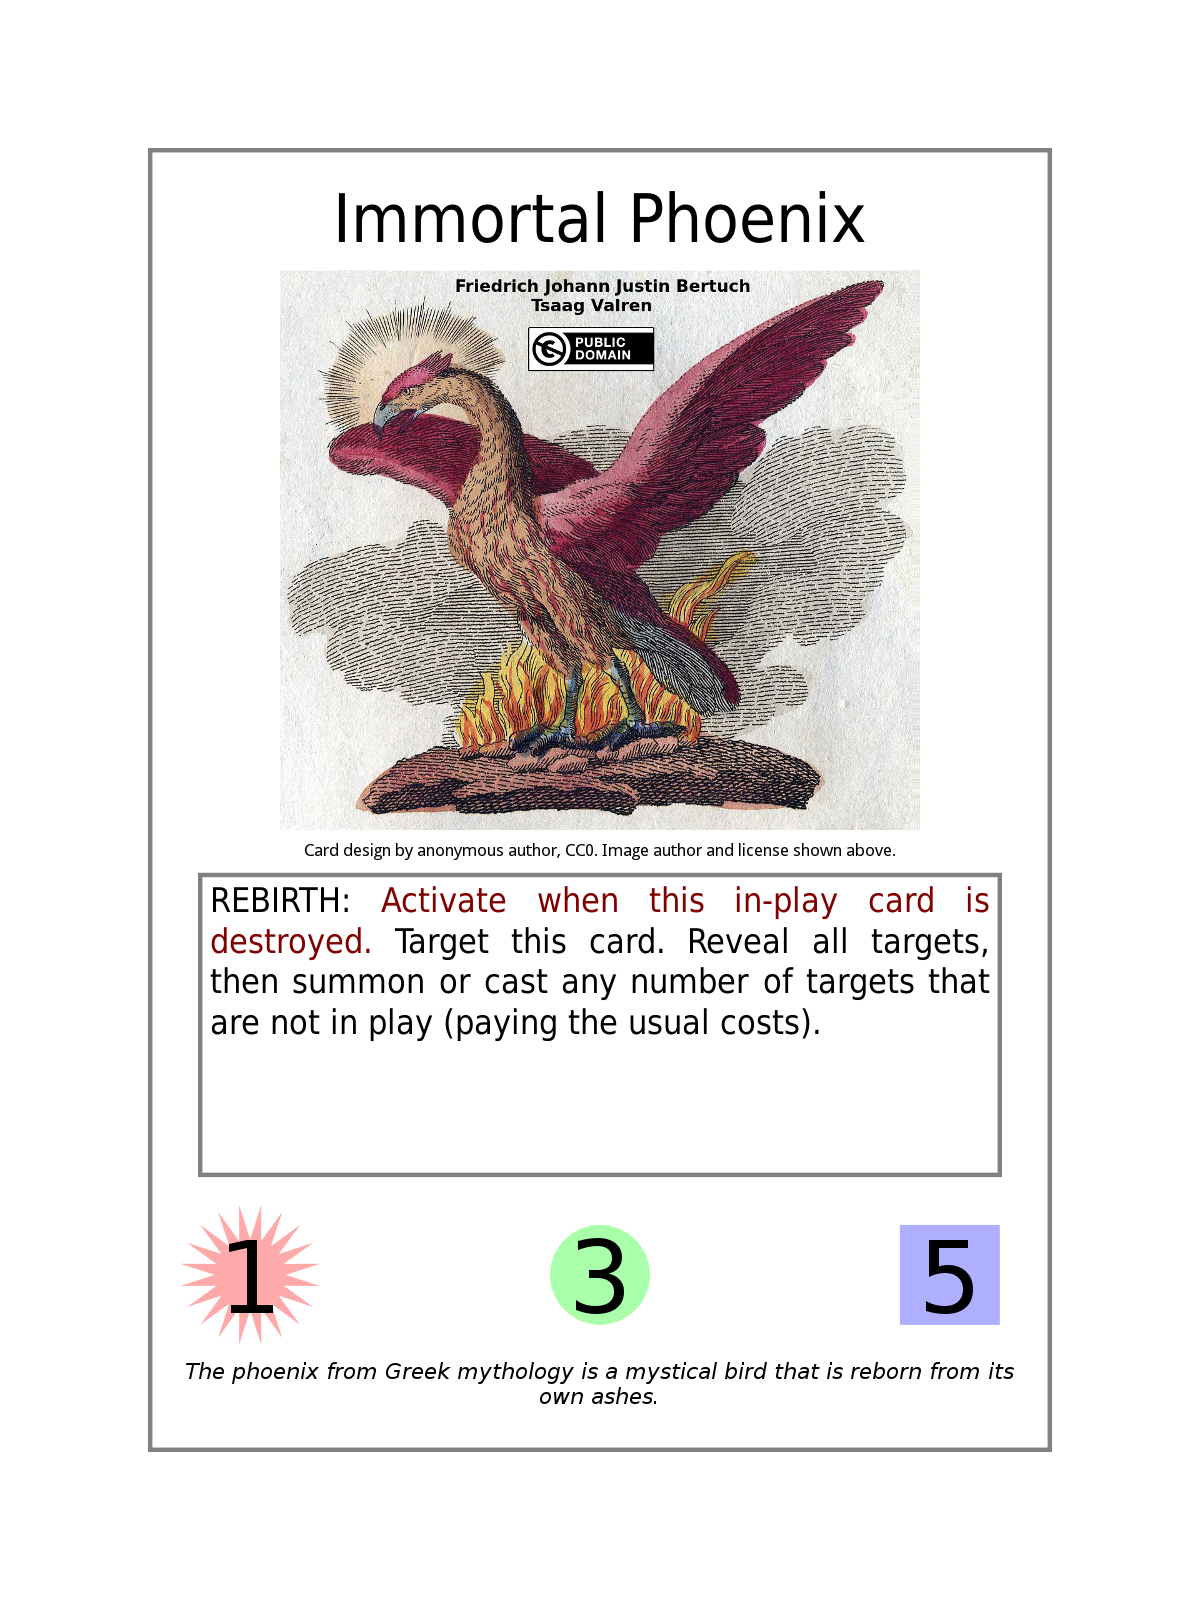 Immortal Phoenix
Friedrich Johann Justin Bertuch
Tsaag Valren
PUBLIC
DOMAIN
Card design by anonymous author, CC0. Image author and license shown above.
REBIRTH: Activate when this in-play card is
destroyed. Target this card. Reveal all targets,
then summon or cast any number of targets that
are not in play (paying the usual costs).
1
3
5
The phoenix from Greek mythology is a mystical bird that is reborn from its
own ashes.